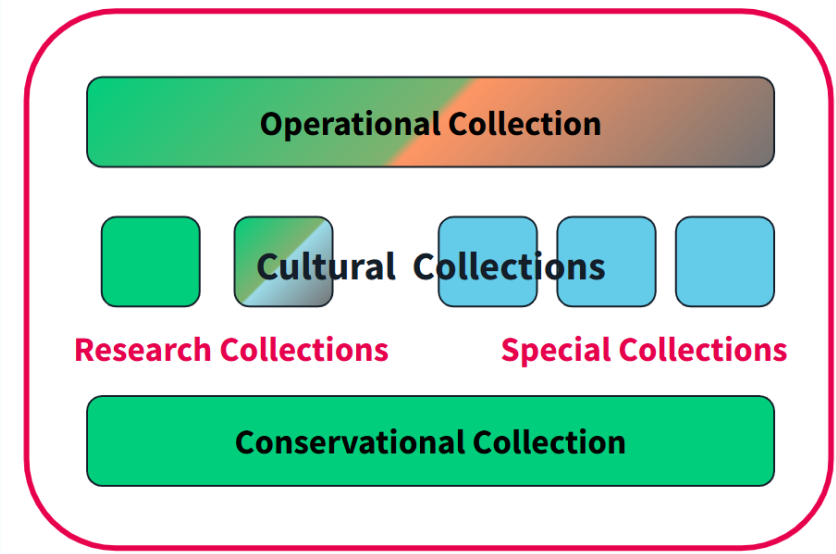 Operational Collection
Cultural Collections
Research Collections
Special Collections
Conservational Collection